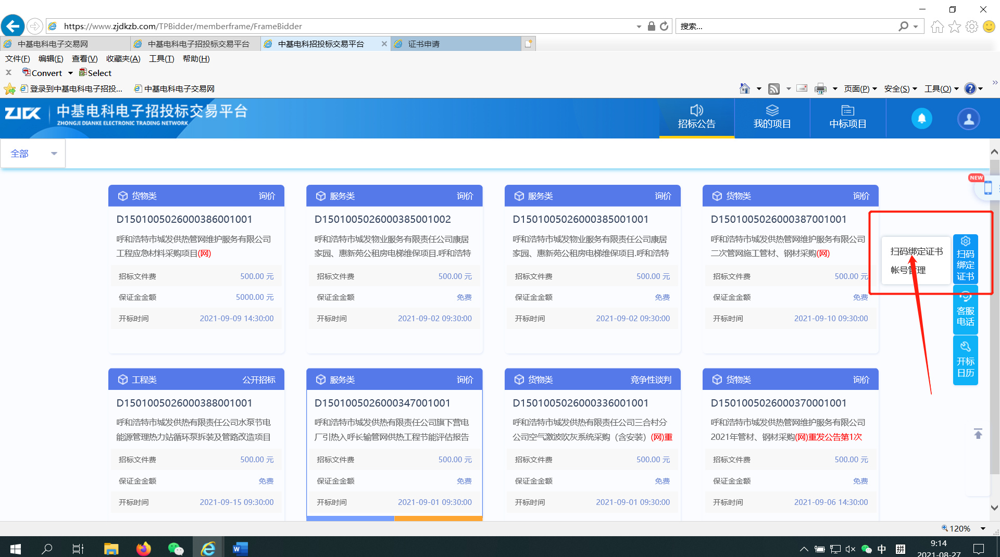 https://www.zjdkzb.com/TPBidder/memberframe/FrameBidder
搜索...
中基电科电子交易网
中基电科电子招投标交易平台
中基电科招投标交易平台
证书申请
文件(F) 编辑(E) 查看(V) 收藏夹(A) 工具(T) 帮助(H)
x Convert Select
登录到中基电科电子招投... 中基电科电子交易网
页面(P) 安全(S) 工具(O)
ZJDK 中基电科电子招投标交易平台
ZHONGJI DIANKE ELECTRONIC TRADING NETWORK
招标公告
我的项目
中标项目
全部
NEW
货物类 询价
D1501005026000386001001
呼和浩特市城发供热管网维护服务有限公司
工程应急材料采购项目(网)
招标文件费 500.00 元
保证金金额 5000.00 元
开标时间 2021-09-09 14:30:00
服务类 询价
D1501005026000385001002
呼和浩特市城发物业服务有限责任公司康居
家园、惠新苑公租房电梯维保项目.呼和浩特
招标文件费 500.00 元
保证金金额 免费
开标时间 2021-09-02 09:30:00
服务类 询价
D1501005026000385001001
呼和浩特市城发物业服务有限责任公司康居
家园、惠新苑公租房电梯维保项目.呼和浩特
招标文件费 500.00 元
保证金金额 免费
开标时间 2021-09-02 09:30:00
货物类 询价
D1501005026000387001001
呼和浩特市城发供热管网维护服务有限公司
二次管网施工管材、钢材采购(网)
招标文件费 500.00 元
保证金金额 免费
开标时间 2021-09-10 09:30:00
扫码绑定证书
帐号管理
扫码
绑定
证书
客服
电话
开标
日历
工程类 公开招标
D1501005026000388001001
呼和浩特市城发供热有限责任公司水泵节电
能源管理热力站循环泵拆装及管路改造项目
招标文件费 500.00 元
保证金金额 免费
开标时间 2021-09-15 09:30:00
服务类 询价
D1501005026000347001001
呼和浩特市城发供热有限责任公司旗下营电
厂引热入呼长输管网供热工程节能评估报告
招标文件费 500.00 元
保证金金额 免费
开标时间 2021-09-01 09:30:00
货物类 竞争性谈判
D1501005026000336001001
呼和浩特市城发供热有限责任公司三合村分
公司空气激波吹灰系统采购（含安装）(网)重
招标文件费 500.00 元
保证金金额 免费
开标时间 2021-09-01 09:30:00
货物类 询价
D1501005026000370001001
呼和浩特市城发供热管网维护服务有限公司
2021年管材、钢材采购(网)重发公告第1次
招标文件费 500.00 元
保证金金额 免费
开标时间 2021-09-06 14:30:00
120%
中 拼
9:14
2021-08-27